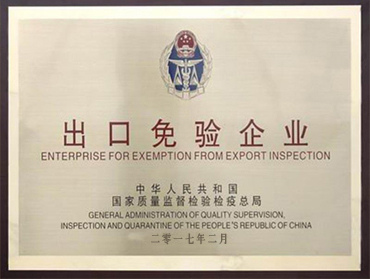 出口免验企业
ENTERPRISE FOR EXEMPTION FROM EXPORT INSPECTION
中华人民共和国
国家质量监督检验检疫总局
GENERAL ADMINISTRATION OF QUALITY SUPERVISION,
INSPECTION AND QUARANTINE OF THE PEOPLE'S REPUBLIC OF CHINA
二零一七年二月